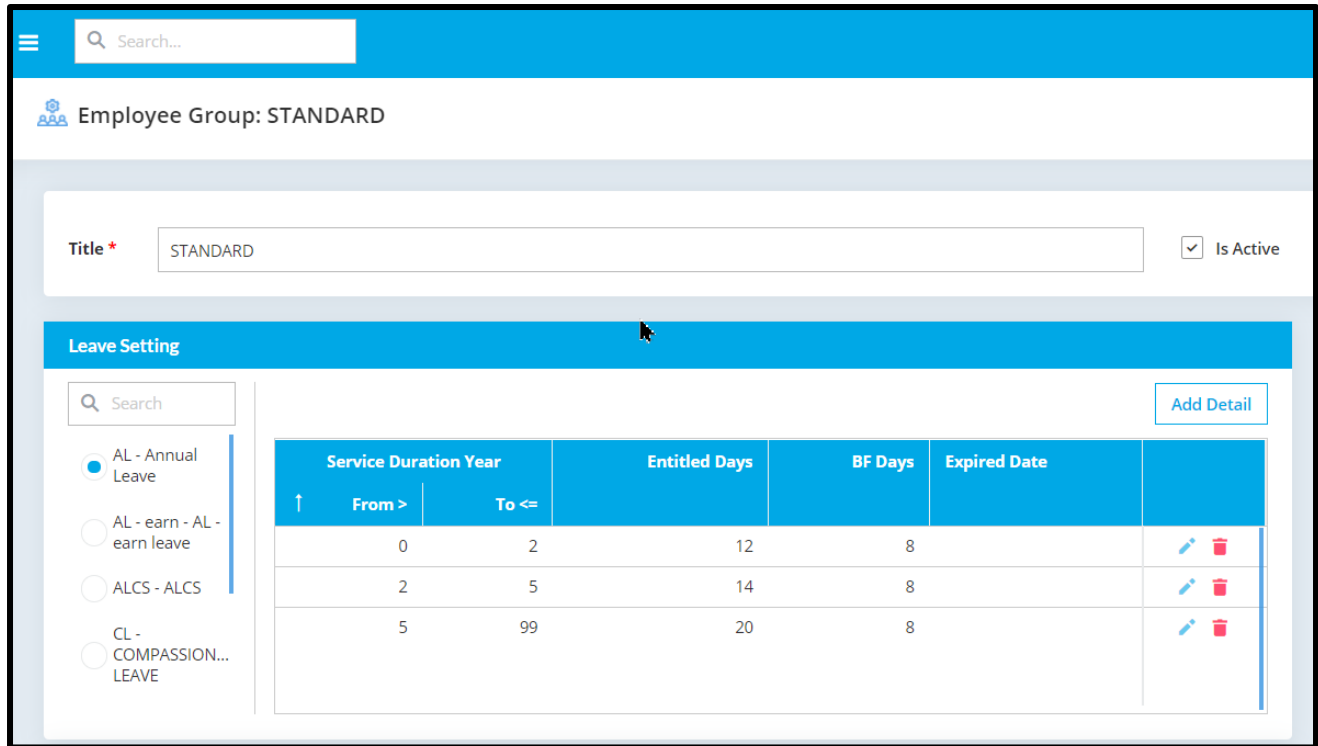 Search...
Employee Group: STANDARD
Title *
STANDARD
Is Active
Leave Setting
Search
Add Detail
AL - Annual
Leave
AL - earn - AL -
earn leave
ALCS - ALCS
CL -
COMPASSION...
LEAVE
Service Duration Year Entitled Days BF Days Expired Date
↑ From > To <=
0 2 12 8
2 5 14 8
5 99 20 8